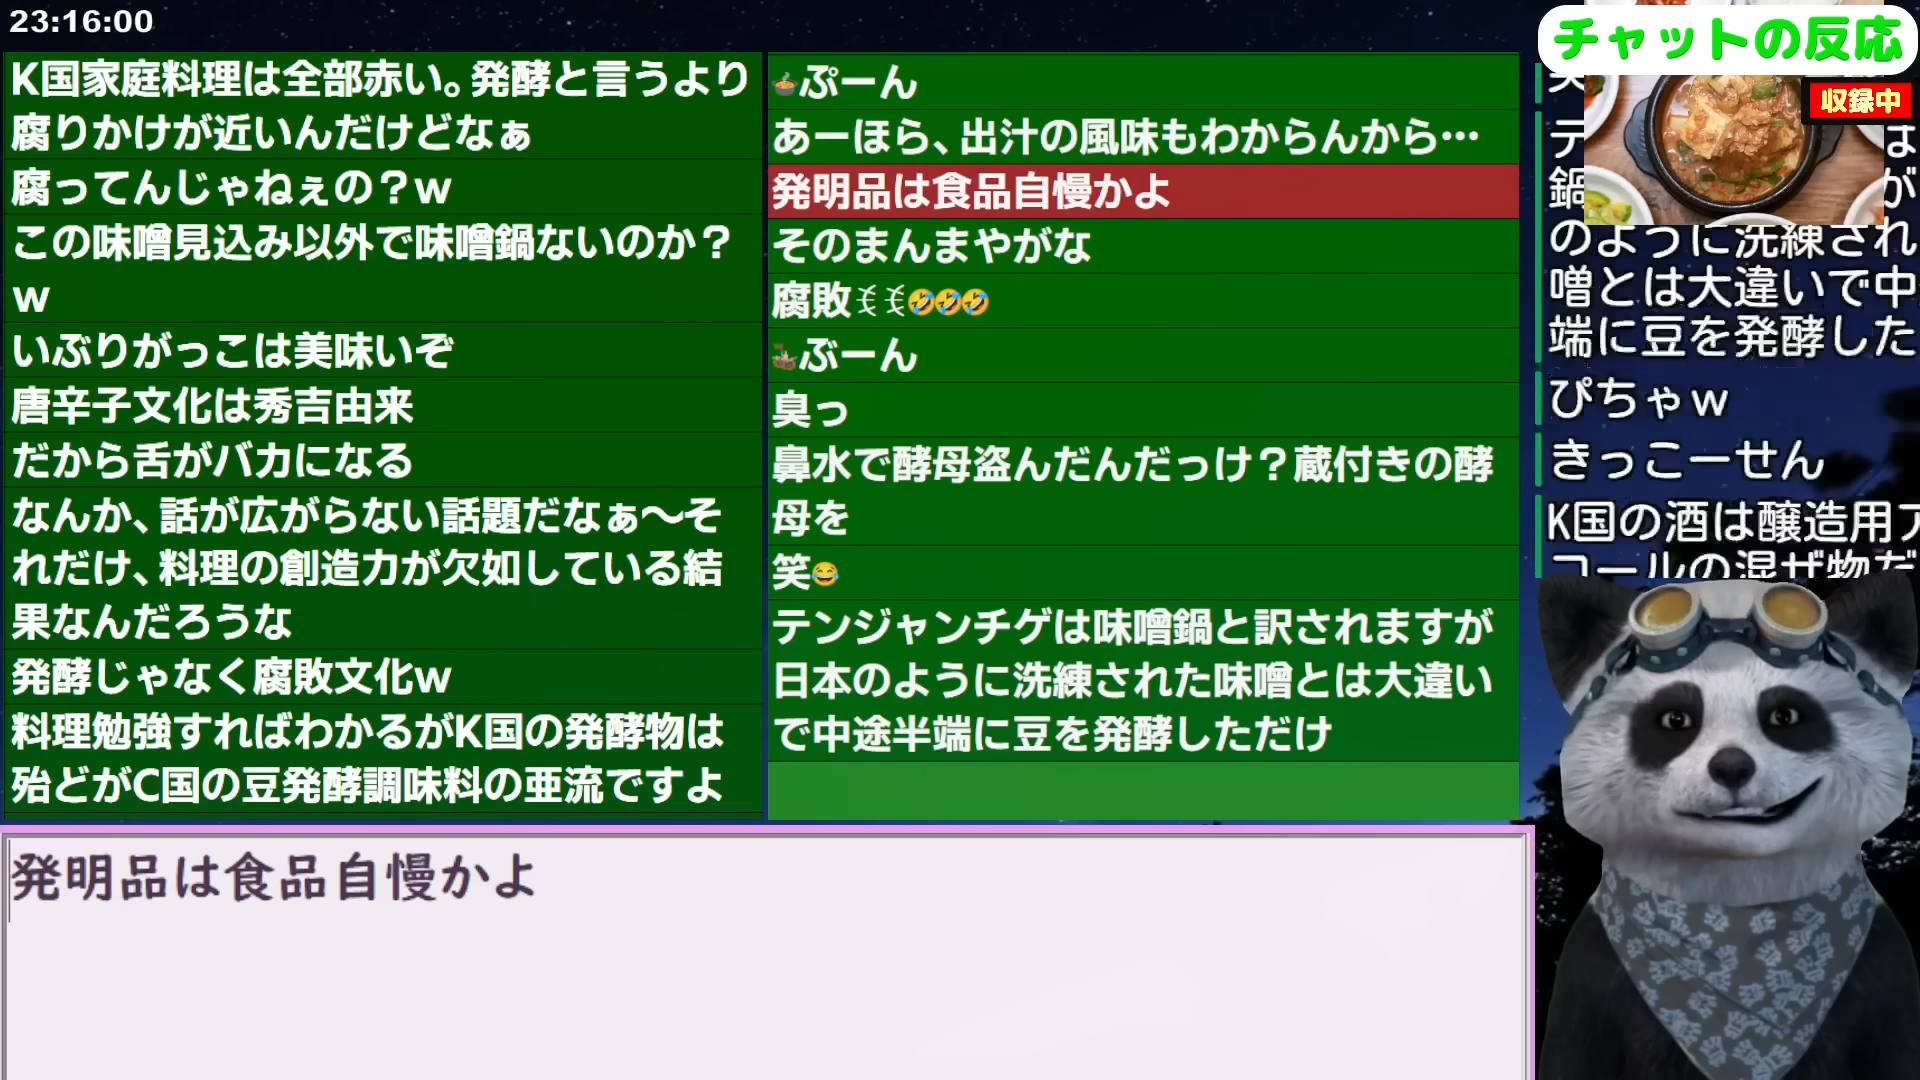 23:16:00
K国家庭料理は全部赤い。発酵と言うより
腐りかけが近いんだけどなぁ
腐ってんじゃねぇの？w
この味噌見込み以外で味噌鍋ないのか？
w
いぶりがっこは美味いぞ
唐辛子文化は秀吉由来
だから舌がバカになる
なんか、話が広がらない話題だなぁ〜そ
れだけ、料理の創造力が欠如している結
果なんだろうな
発酵じゃなく腐敗文化w
料理勉強すればわかるがK国の発酵物は
殆どがC国の豆発酵調味料の亜流ですよ
🍲ぷーん
あーほら、出汁の風味もわからんから…
発明品は食品自慢かよ
そのまんまやがな
腐敗⺘⺘🤣🤣🤣
ぶーん
臭っ
鼻水で酵母盗んだんだっけ？蔵付きの酵
母を
笑😂
テンジャンチゲは味噌鍋と訳されますが
日本のように洗練された味噌とは大違い
で中途半端に豆を発酵しただけ
チャットの反応
収録中
テ
は
鍋
が
のように洗練され
噌とは大違いで中
端に豆を発酵した
ぴちゃw
きっこーせん
K国の酒は醸造用ア
コールの混ぜ物だ
発明品は食品自慢かよ